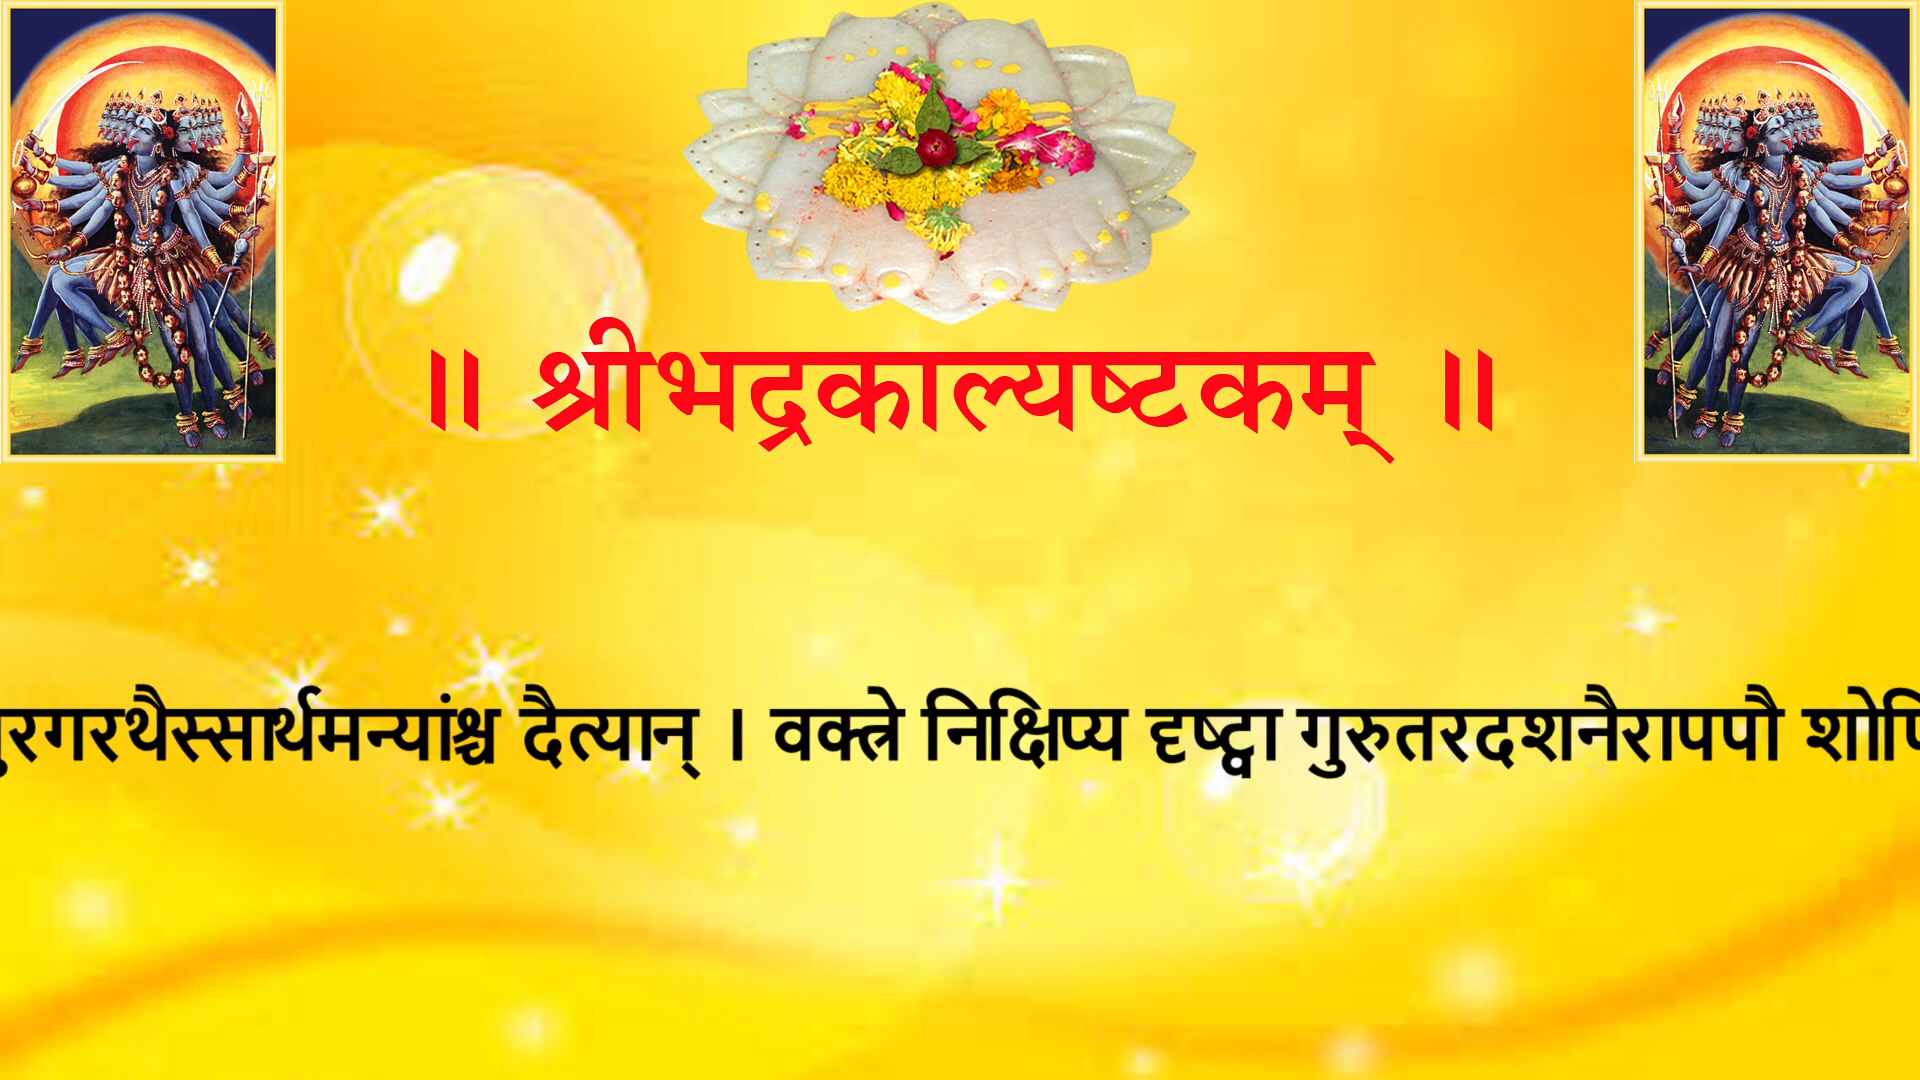 ॥ श्रीभद्रकाल्यष्टकम् ॥
रगरथैस्सार्थमन्यांश्च दैत्यान् । वक्त्रे निक्षिप्य दृष्ट्वा गुरुतरदशनैरापपौ